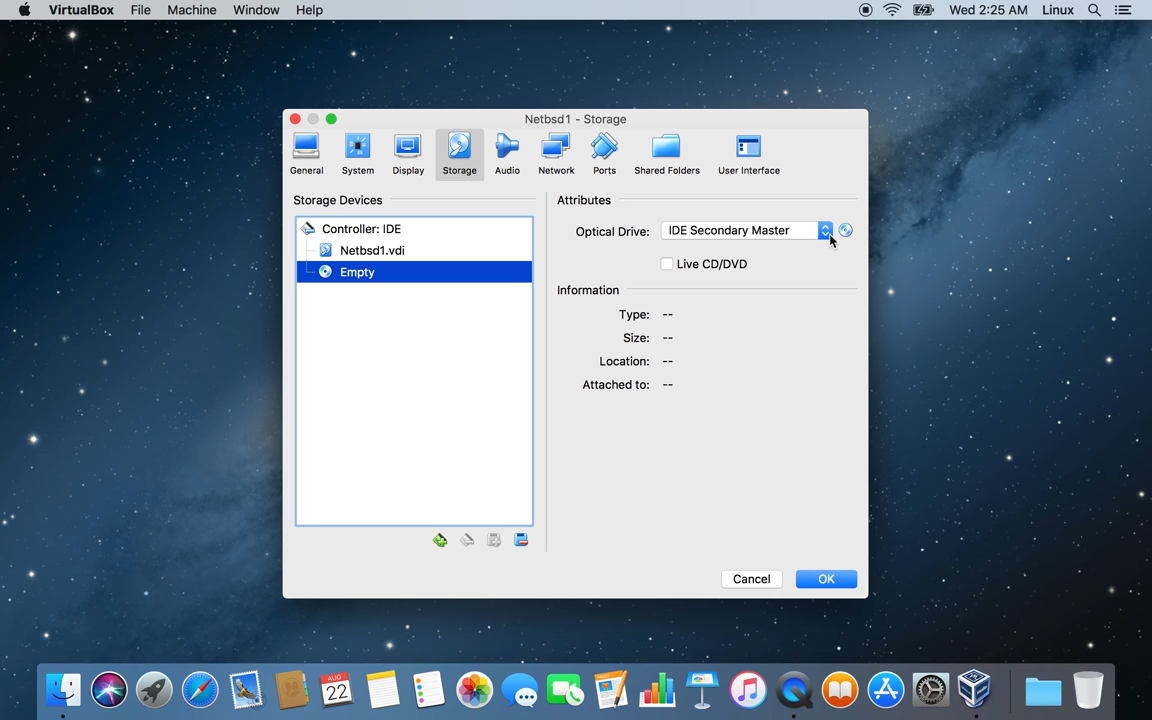 VirtualBox File Machine Window Help Wed 2:25 AM Linux
Netbsd1 - Storage
General System Display Storage Audio Network Ports Shared Folders User Interface
Storage Devices
Controller: IDE
Netbsd1.vdi
Empty
Attributes
Optical Drive: IDE Secondary Master
Live CD/DVD
Information
Type: --
Size: --
Location: --
Attached to: --
Cancel OK
AUG
22